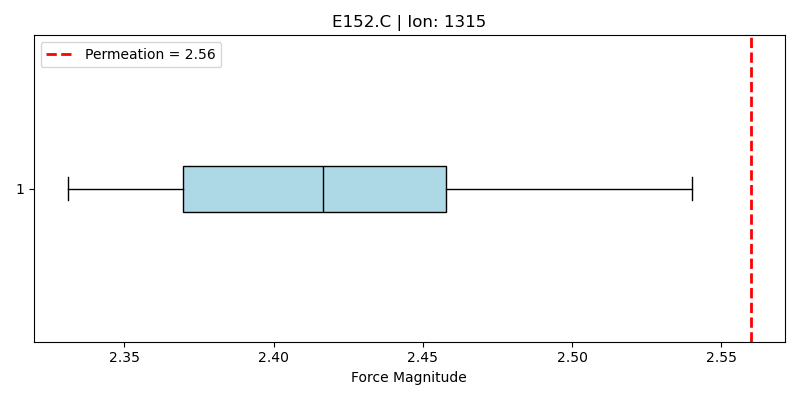 E152.C | Ion: 1315
Permeation = 2.56
1
2.35 2.40 2.45 2.50 2.55
Force Magnitude